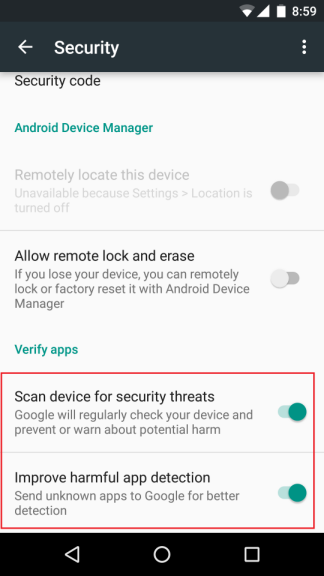 8:59
Security
Security code
Android Device Manager
Remotely locate this device
Unavailable because Settings > Location is
turned off
Allow remote lock and erase
If you lose your device, you can remotely
lock or factory reset it with Android Device
Manager
Verify apps
Scan device for security threats
Google will regularly check your device and
prevent or warn about potential harm
Improve harmful app detection
Send unknown apps to Google for better
detection